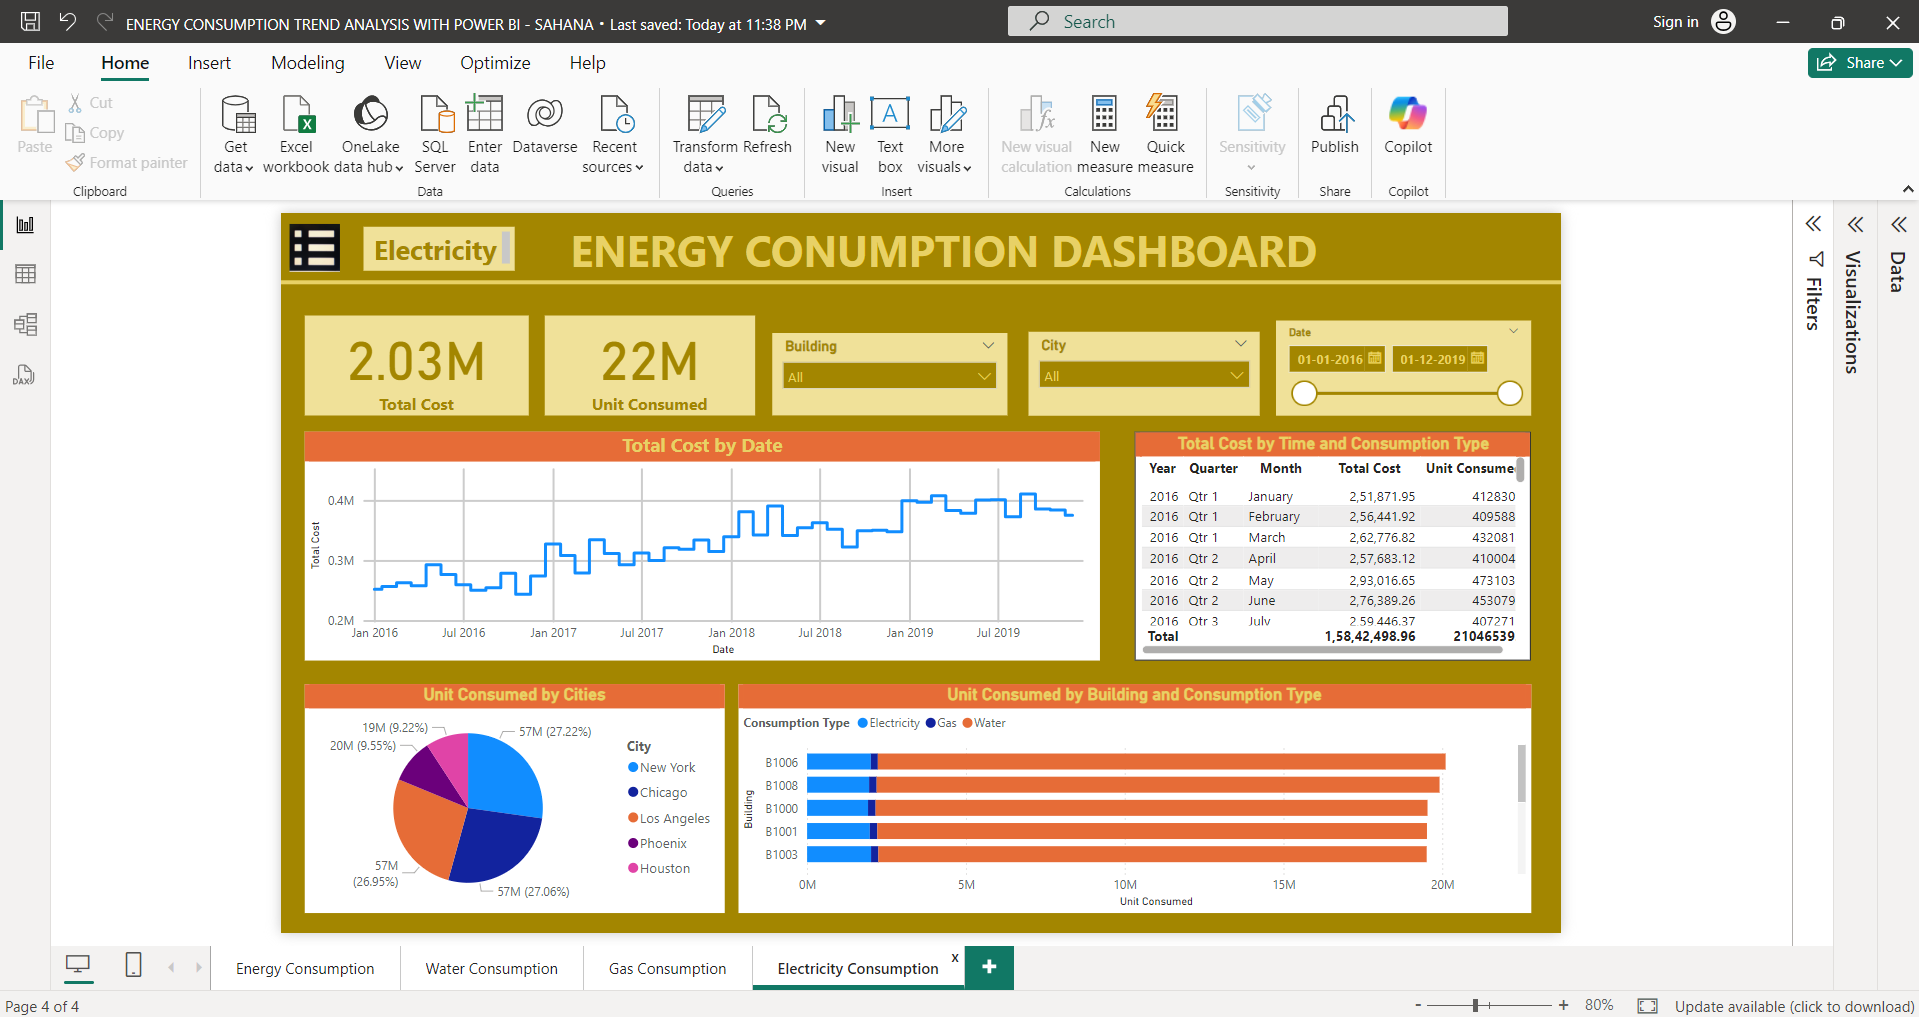 ENERGY CONSUMPTION TREND ANALYSIS WITH POWER BI - SAHANA • Last saved: Today at 11:38 PM
Search
Sign in
File Home Insert Modeling View Optimize Help
Share
Paste
Cut
Copy
Format painter
Clipboard
Get data
Excel workbook
OneLake data hub
SQL Server
Enter data
Dataverse
Recent sources
Data
Transform data
Refresh
Queries
New visual
Text box
More visuals
Insert
New visual calculation
New measure
Quick measure
Calculations
Sensitivity
Sensitivity
Publish
Share
Copilot
Copilot
Electricity
ENERGY CONUMPTION DASHBOARD
2.03M
Total Cost
22M
Unit Consumed
Building
All
City
All
Date
01-01-2016
01-12-2019
Total Cost by Date
Total Cost
0.4M
0.3M
0.2M
Jan 2016 Jul 2016 Jan 2017 Jul 2017 Jan 2018 Jul 2018 Jan 2019 Jul 2019
Date
Total Cost by Time and Consumption Type
Year Quarter Month Total Cost Unit Consume
2016 Qtr 1 January 2,51,871.95 412830
2016 Qtr 1 February 2,56,441.92 409588
2016 Qtr 1 March 2,62,776.82 432081
2016 Qtr 2 April 2,57,683.12 410004
2016 Qtr 2 May 2,93,016.65 473103
2016 Qtr 2 June 2,76,389.26 453079
2016 Qtr 3 July 2,59,446.37 407271
Total 1,58,42,498.96 21046539
Unit Consumed by Cities
19M (9.22%)
20M (9.55%)
57M (27.22%)
57M
(26.95%)
57M (27.06%)
City
New York
Chicago
Los Angeles
Phoenix
Houston
Unit Consumed by Building and Consumption Type
Consumption Type Electricity Gas Water
Building
B1006
B1008
B1000
B1001
B1003
0M 5M 10M 15M 20M
Unit Consumed
Filters
Visualizations
Data
Energy Consumption
Water Consumption
Gas Consumption
Electricity Consumption
x
+
Page 4 of 4
- + 80%
Update available (click to download)
DAX